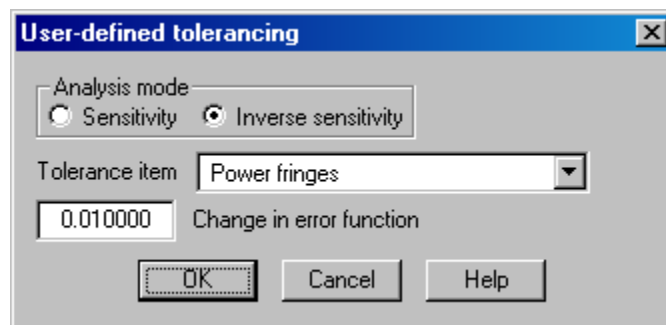 User-defined tolerancing
Analysis mode
Sensitivity Inverse sensitivity
Tolerance item Power fringes
0.010000 Change in error function
OK Cancel Help